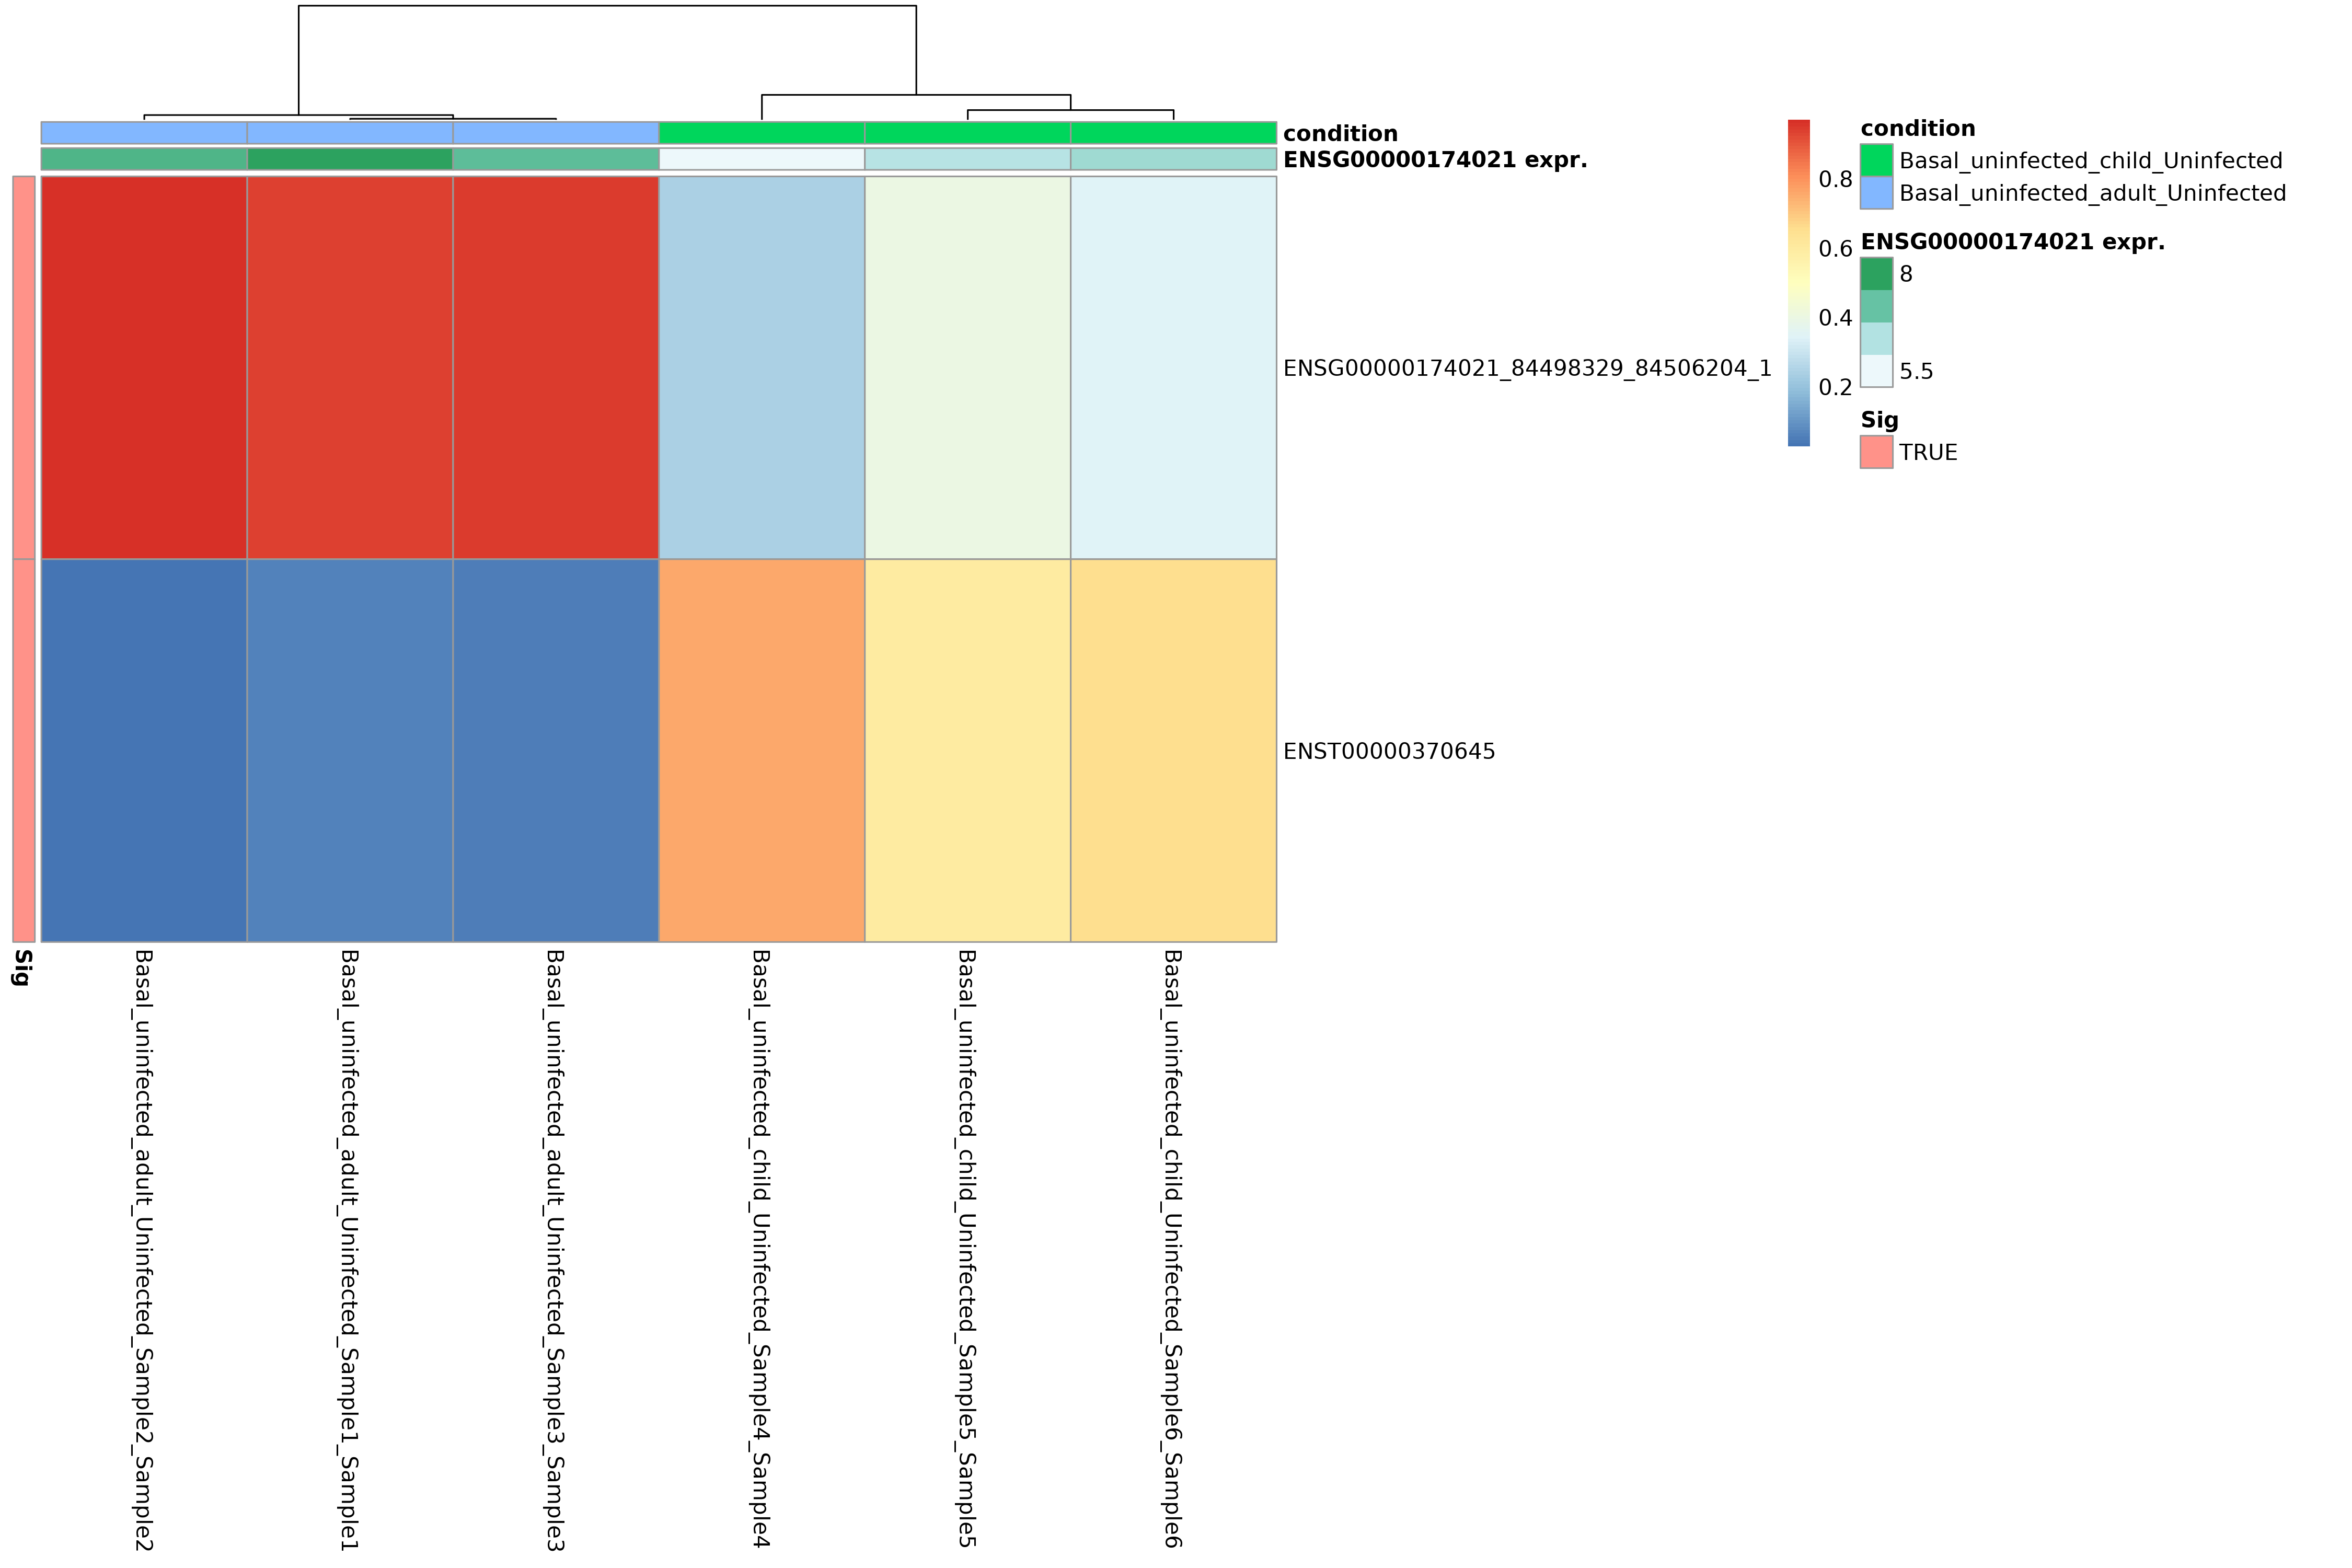 condition
ENSG00000174021 expr.
ENSG00000174021_84498329_84506204_1
ENST00000370645
0.8
0.6
0.4
0.2
condition
Basal_uninfected_child_Uninfected
Basal_uninfected_adult_Uninfected
ENSG00000174021 expr.
8
5.5
Sig
TRUE
Sig
Basal_uninfected_adult_Uninfected_Sample2_Sample2
Basal_uninfected_adult_Uninfected_Sample1_Sample1
Basal_uninfected_adult_Uninfected_Sample3_Sample3
Basal_uninfected_child_Uninfected_Sample4_Sample4
Basal_uninfected_child_Uninfected_Sample5_Sample5
Basal_uninfected_child_Uninfected_Sample6_Sample6